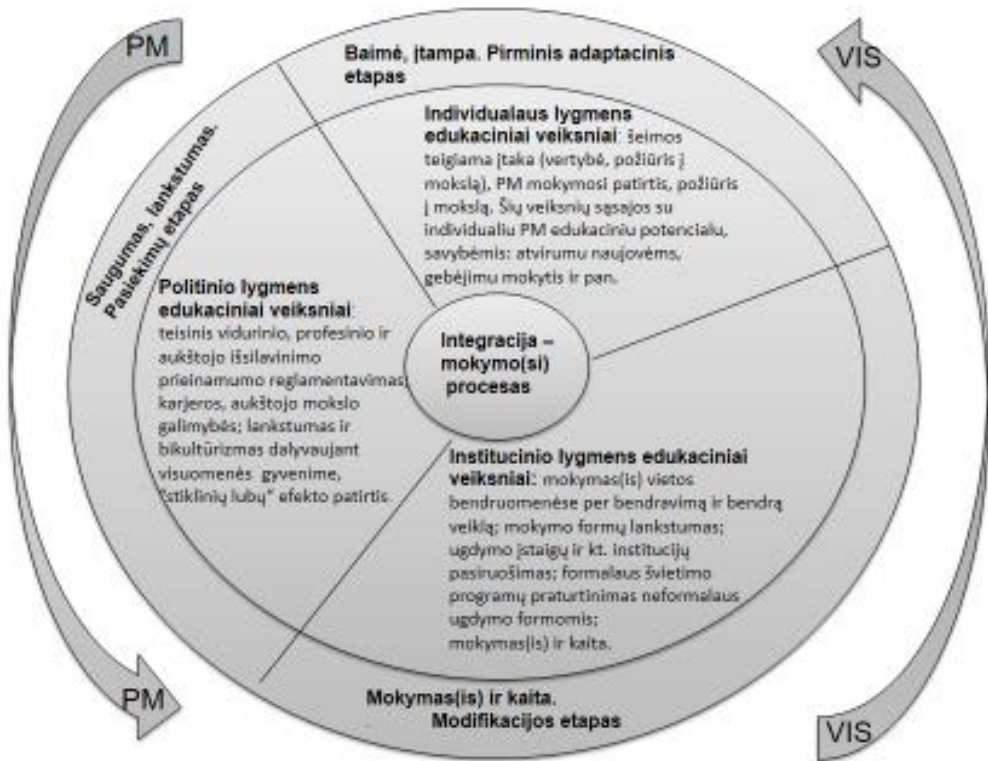 PM
VIS
Baimė, įtampa. Pirminis adaptacinis
etapas
Individualaus lygmens
edukaciniai veiksniai: šeimos
teigiama įtaka (vertybė, požiūris į
mokslą), PM mokymosi patirtis, požiūris
į mokslą, Šių veiksnių sąsajos su
individualiu PM edukaciniu potencialu,
savybėmis: atvirumu naujovėms,
gebėjimu mokytis ir pan.
Saugumas, lankstumas.
Pasiekimų etapas
Politinio lygmens
edukaciniai veiksniai:
teisinis vidurinio, profesinio ir
aukštojo išsilavinimo
prieinamumo reglamentavimas;
karjeros, aukštojo mokslo
galimybės; lankstumas ir
bikultūrizmas dalyvaujant
visuomenės gyvenime,
"stiklinių lubų" efekto patirtis
Integracija –
mokymo(si)
procesas
Institucinio lygmens edukaciniai
veiksniai: mokymas(is) vietos
bendruomenėse per bendravimą ir bendrą
veiklą; mokymo formų lankstumas;
ugdymo įstaigų ir kt. institucijų
pasiruošimas; formalaus švietimo
programų praturtinimas neformalaus
ugdymo formomis;
mokymas(is) ir kaita.
Mokymas(is) ir kaita.
Modifikacijos etapas
PM
VIS